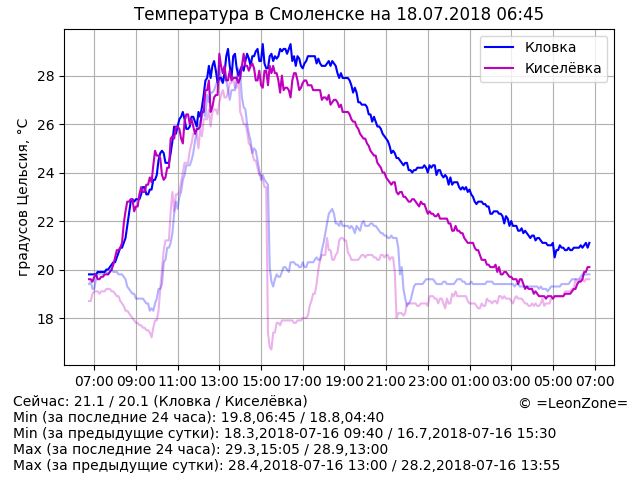 Температура в Смоленске на 18.07.2018 06:45
Кловка
Киселёвка
градусов Цельсия, °C
28
26
24
22
20
18
07:00 09:00 11:00 13:00 15:00 17:00 19:00 21:00 23:00 01:00 03:00 05:00 07:00
Сейчас: 21.1 / 20.1 (Кловка / Киселёвка)
© =LeonZone=
Min (за последние 24 часа): 19.8,06:45 / 18.8,04:40
Min (за предыдущие сутки): 18.3,2018-07-16 09:40 / 16.7,2018-07-16 15:30
Max (за последние 24 часа): 29.3,15:05 / 28.9,13:00
Max (за предыдущие сутки): 28.4,2018-07-16 13:00 / 28.2,2018-07-16 13:55